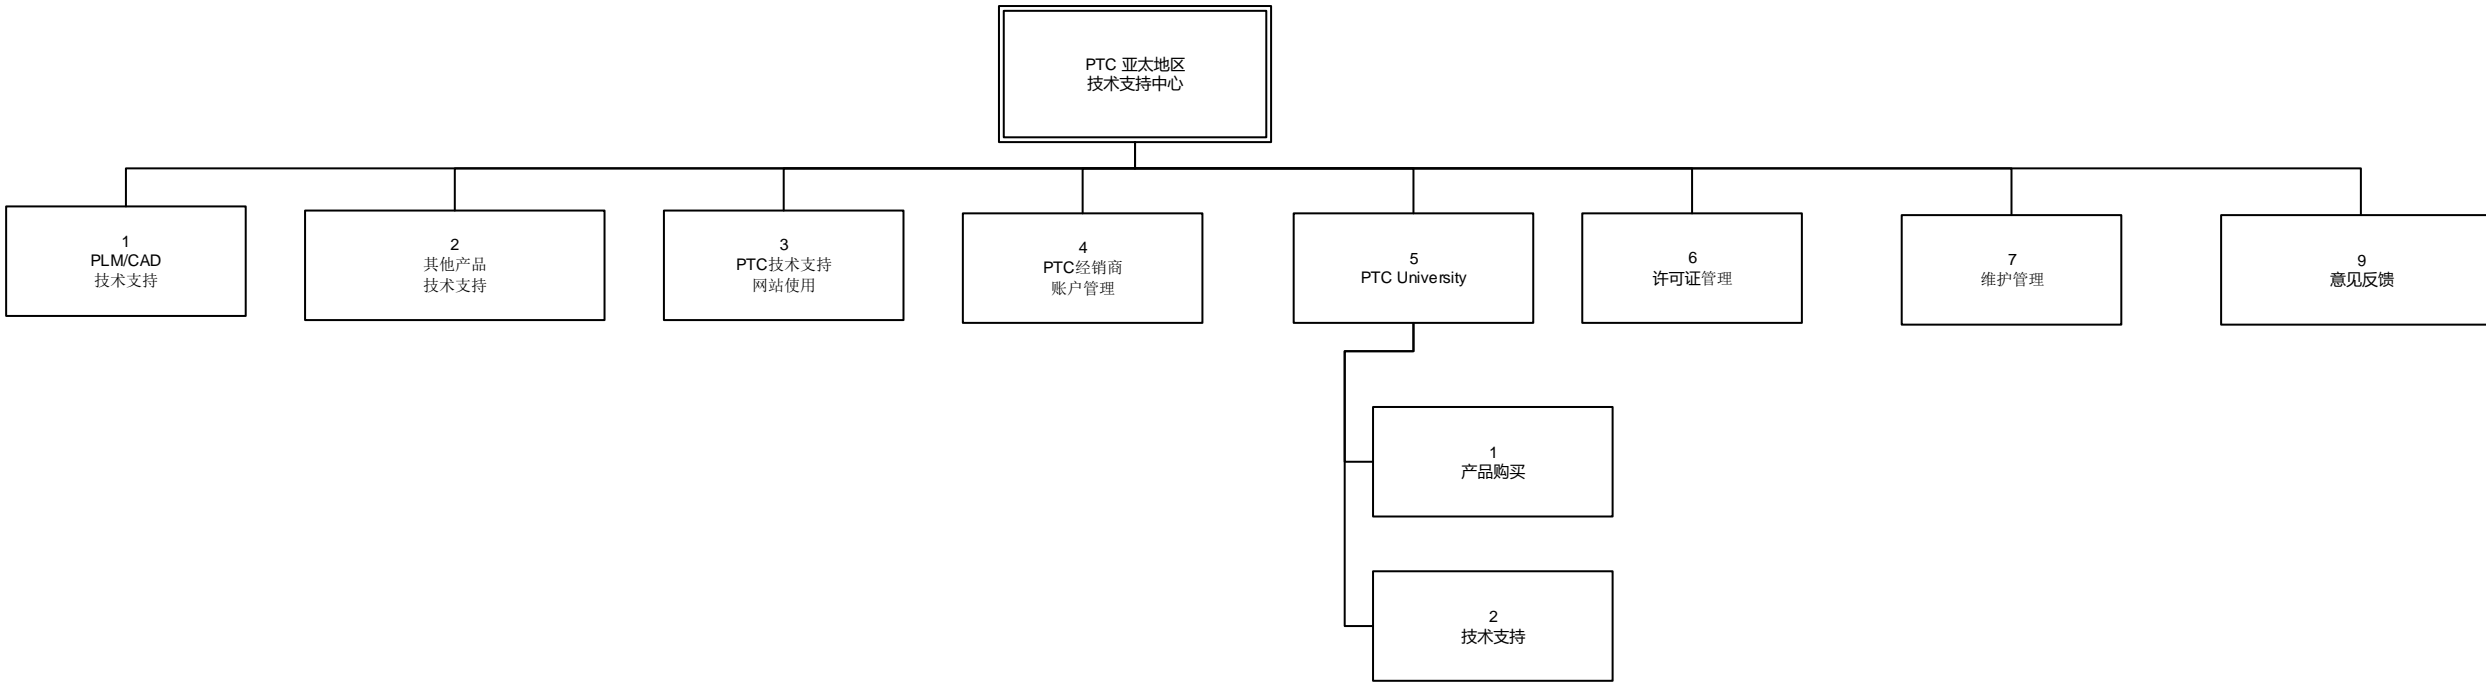 PTC 亚太地区
技术支持中心
1
PLM/CAD
技术支持
2
其他产品
技术支持
3
PTC技术支持
网站使用
4
PTC经销商
账户管理
5
PTC University
6
许可证管理
7
维护管理
9
意见反馈
1
产品购买
2
技术支持